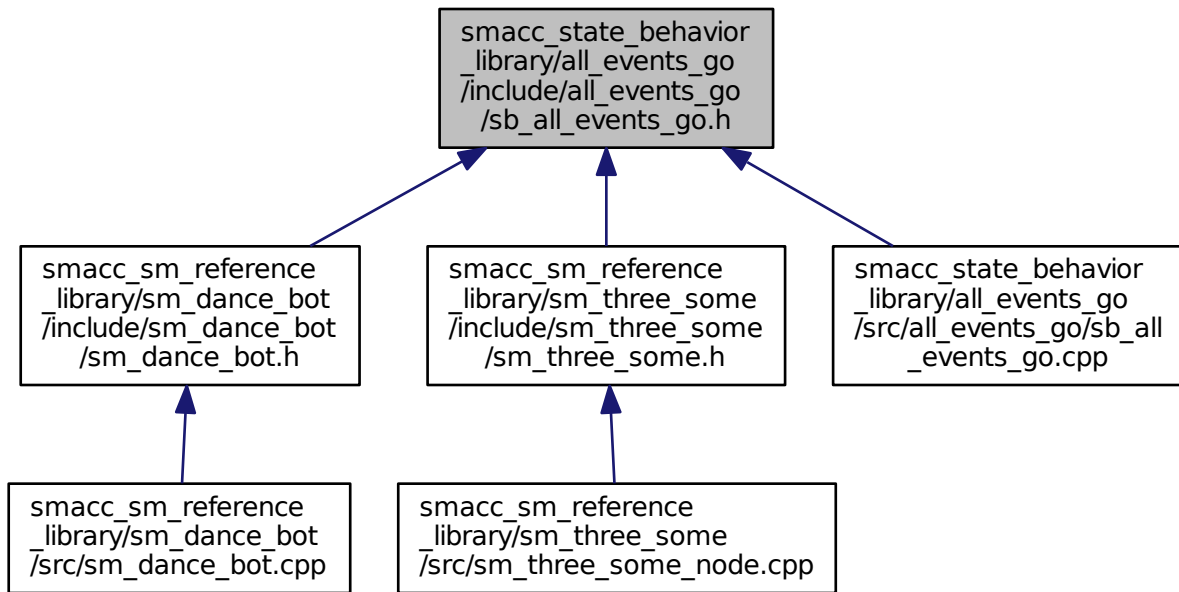 smacc_state_behavior
_library/all_events_go
/include/all_events_go
/sb_all_events_go.h
smacc_sm_reference
_library/sm_dance_bot
/include/sm_dance_bot
/sm_dance_bot.h
smacc_sm_reference
_library/sm_three_some
/include/sm_three_some
/sm_three_some.h
smacc_state_behavior
_library/all_events_go
/src/all_events_go/sb_all
_events_go.cpp
smacc_sm_reference
_library/sm_dance_bot
/src/sm_dance_bot.cpp
smacc_sm_reference
_library/sm_three_some
/src/sm_three_some_node.cpp